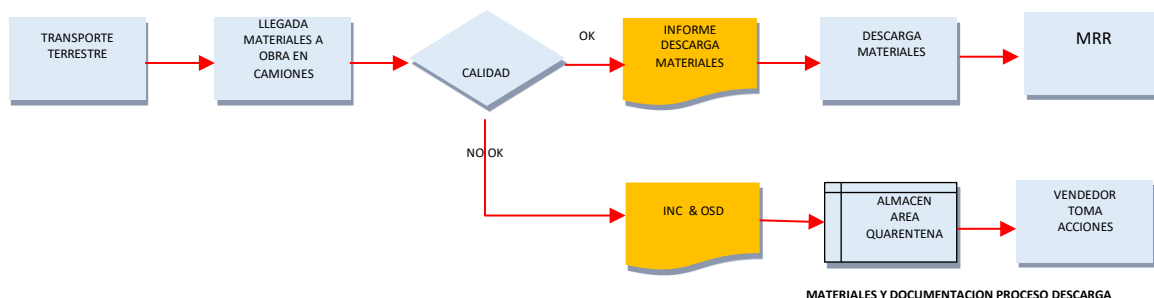 TRANSPORTE
TERRESTRE
LLEGADA
MATERIALES A
OBRA EN
CAMIONES
CALIDAD
OK
INFORME
DESCARGA
MATERIALES
DESCARGA
MATERIALES
MRR
NO OK
INC & OSD
ALMACEN
AREA
QUARENTENA
VENDEDOR
TOMA
ACCIONES
MATERIALES Y DOCUMENTACION PROCESO DESCARGA